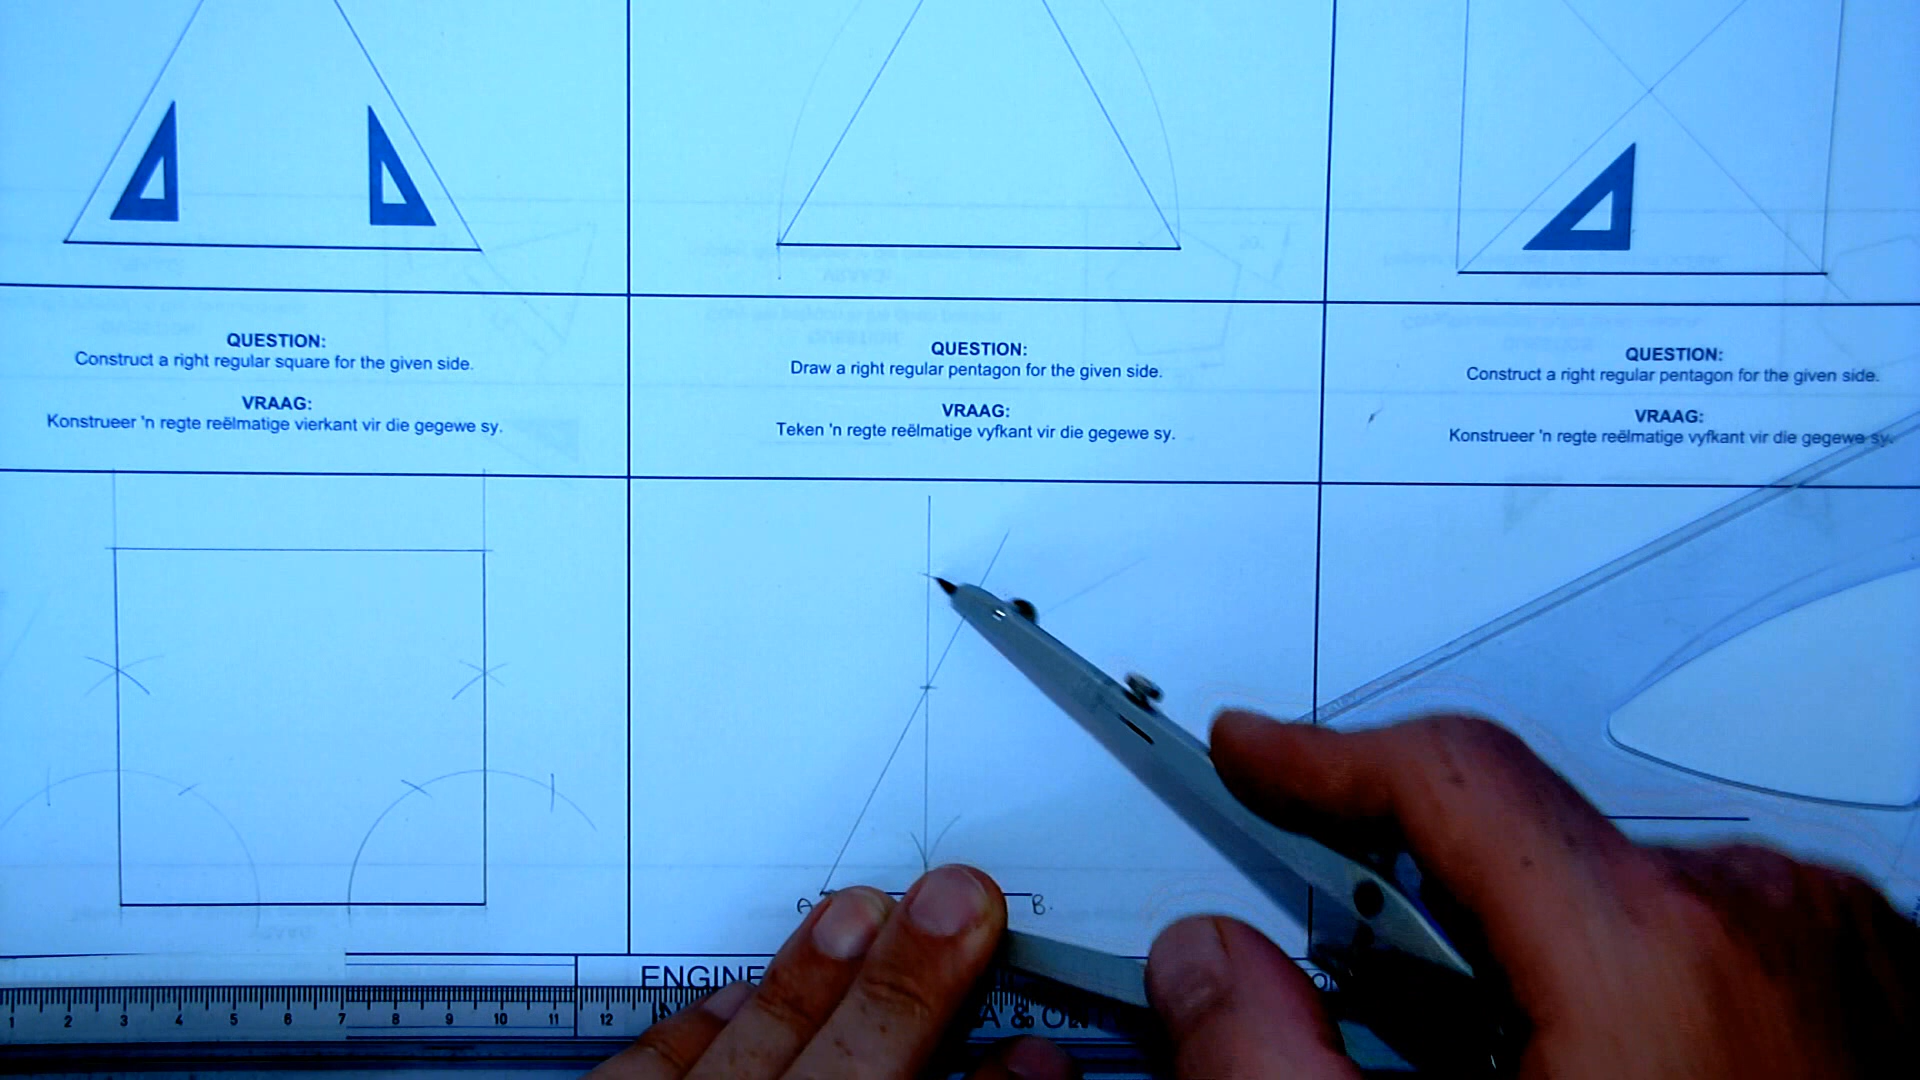 QUESTION:
Construct a right regular square for the given side.
VRAAG:
Konstrueer 'n regte reëlmatige vierkant vir die gegewe sy.
QUESTION:
Draw a right regular pentagon for the given side.
VRAAG:
Teken 'n regte reëlmatige vyfkant vir die gegewe sy.
QUESTION:
Construct a right regular pentagon for the given side.
VRAAG:
Konstrueer 'n regte reëlmatige vyfkant vir die gegewe sy.
A
B.
1 2 3 4 5 6 7 8 9 10 11 12